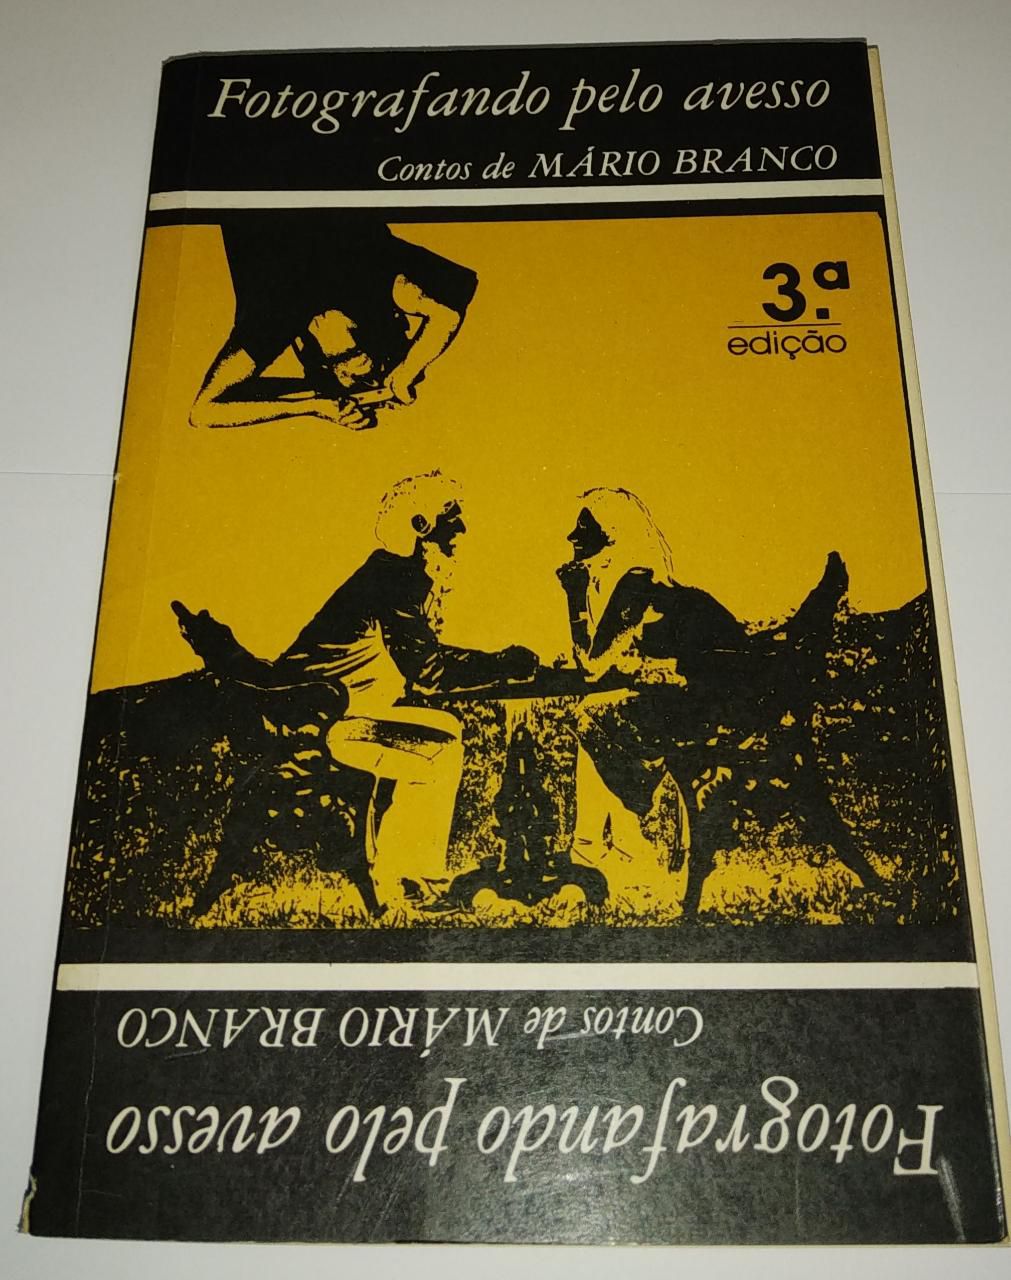 Fotografando pelo avesso
Contos de MÁRIO BRANCO
3.ª
edição
Contos de MÁRIO BRANCO
Fotografando pelo avesso